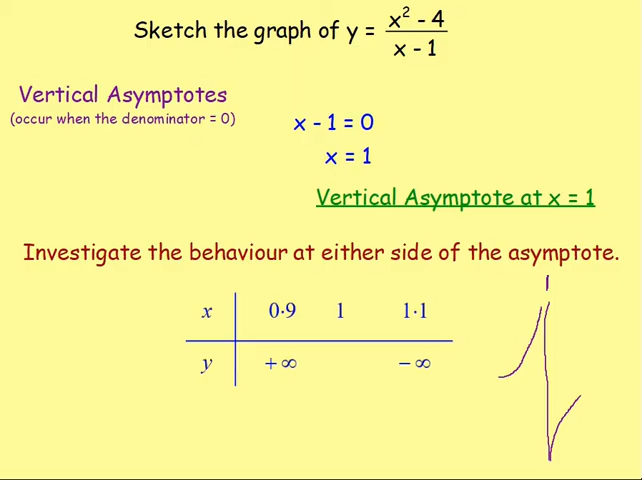 Sketch the graph of y = x² - 4
x - 1
Vertical Asymptotes
(occur when the denominator = 0)
x - 1 = 0
x = 1
Vertical Asymptote at x = 1
Investigate the behaviour at either side of the asymptote.
x 0·9 1 1·1
y +∞ -∞
1